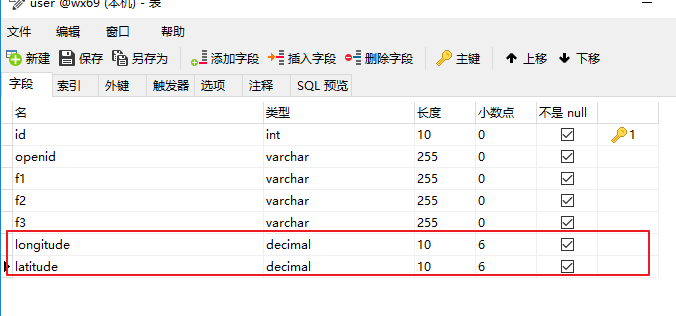 user @wx69 (本机) - 表
文件 编辑 窗口 帮助
新建 保存 另存为 添加字段 插入字段 删除字段 主键 上移 下移
字段 索引 外键 触发器 选项 注释 SQL 预览
名 类型 长度 小数点 不是 null
id int 10 0 1
openid varchar 255 0
f1 varchar 255 0
f2 varchar 255 0
f3 varchar 255 0
longitude decimal 10 6
latitude decimal 10 6